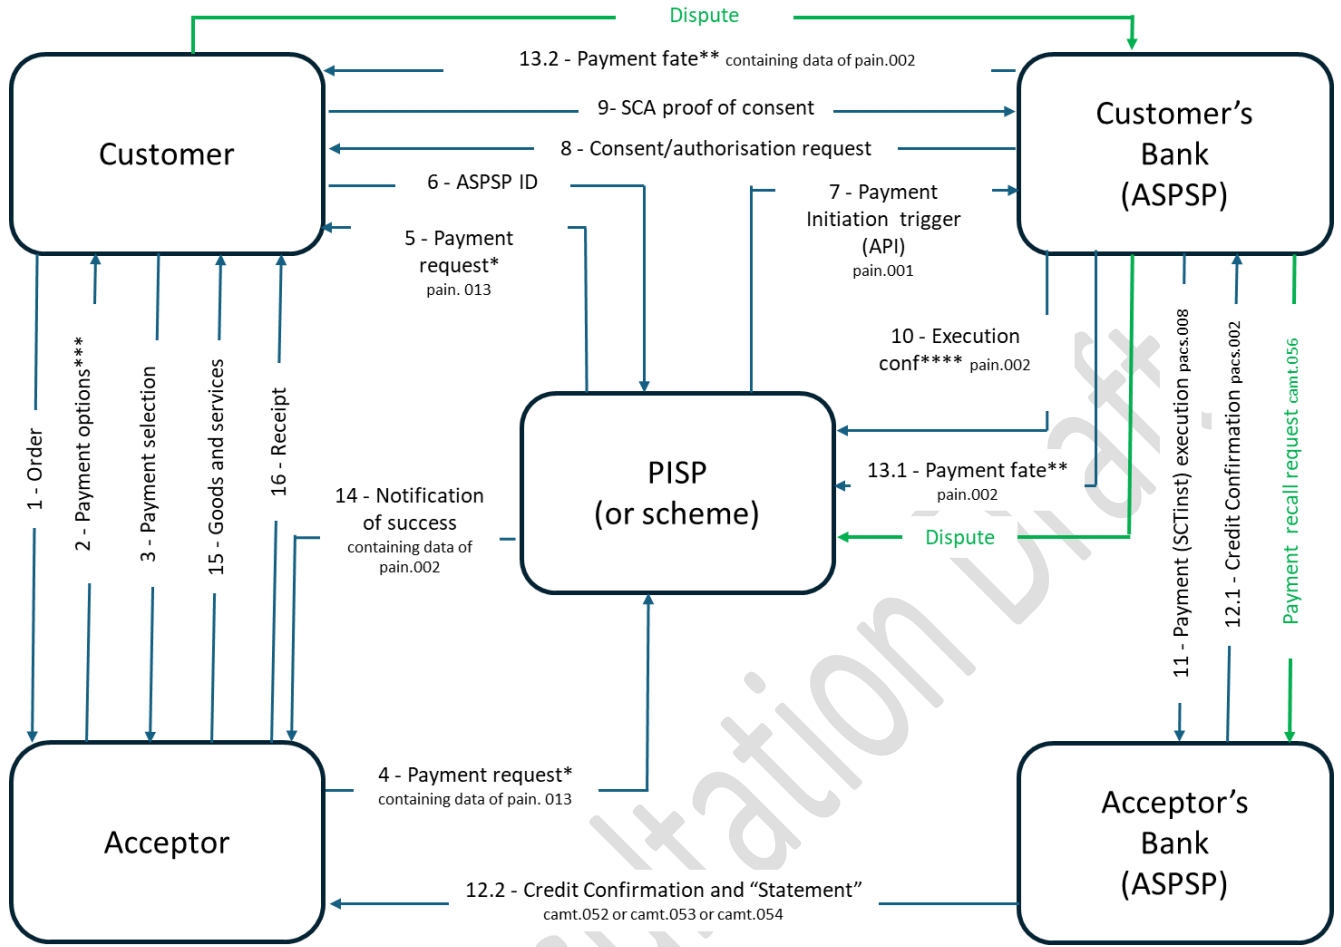 Dispute
13.2 - Payment fate** containing data of pain.002
9- SCA proof of consent
8 - Consent/authorisation request
Customer
Customer's
Bank
(ASPSP)
6 - ASPSP ID
5 - Payment
request*
pain. 013
7 - Payment
Initiation trigger
(API)
pain.001
10 - Execution
conf**** pain.002
1 - Order
2 - Payment options***
3 - Payment selection
15 - Goods and services
16 - Receipt
PISP
(or scheme)
13.1 - Payment fate**
pain.002
Dispute
14 - Notification
of success
containing data of
pain.002
11 - Payment (SCTinst) execution pacs.008
12.1 - Credit Confirmation pacs.002
Payment recall request camt.056
4 - Payment request*
containing data of pain. 013
Acceptor
Acceptor's
Bank
(ASPSP)
12.2 - Credit Confirmation and “Statement”
camt.052 or camt.053 or camt.054
ultation Draft